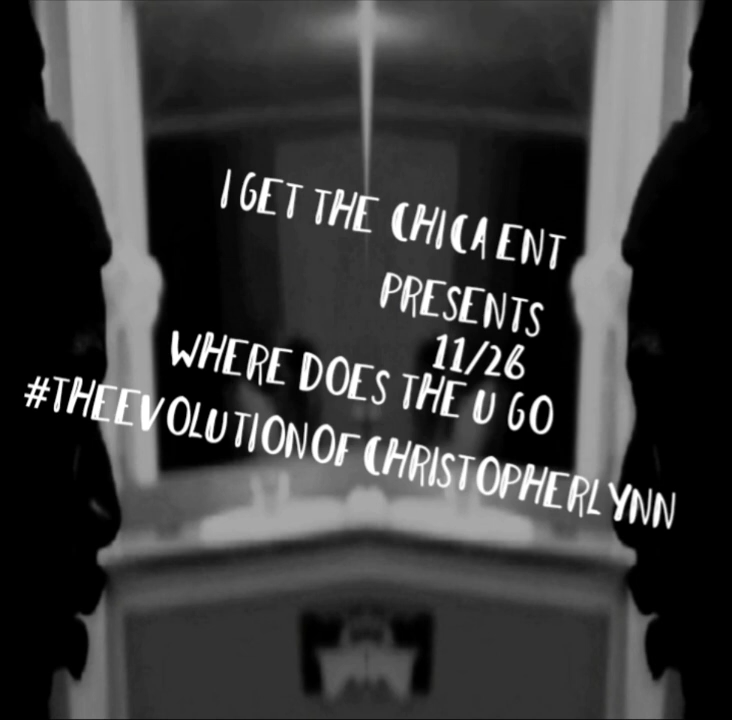 I GET THE CHICA ENT
PRESENTS
11/26
WHERE DOES THE U GO
#THEEVOLUTIONOFCHRISTOPHERLYNN